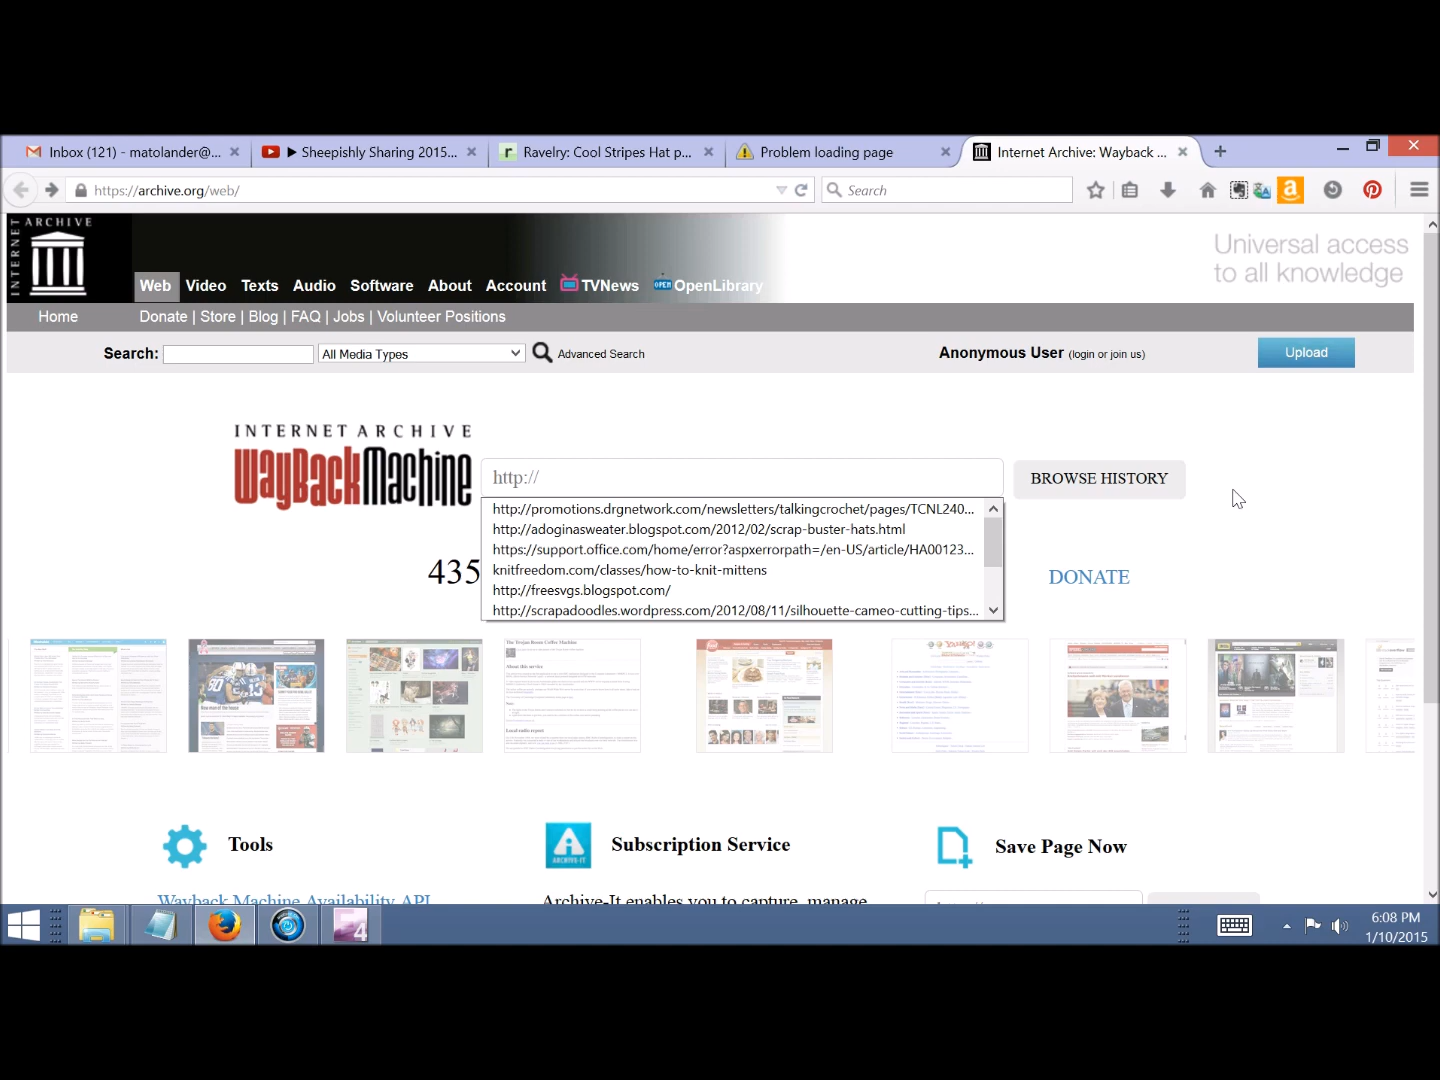 Inbox (121) - matolander@...
▶ Sheepishly Sharing 2015...
Ravelry: Cool Stripes Hat p...
Problem loading page
Internet Archive: Wayback ...
https://archive.org/web/
Search
INTERNET ARCHIVE
Universal access
to all knowledge
Web Video Texts Audio Software About Account TVNews OPEN OpenLibrary
Home Donate | Store | Blog | FAQ | Jobs | Volunteer Positions
Search: All Media Types Advanced Search Anonymous User (login or join us) Upload
INTERNET ARCHIVE
WayBackMachine
http://
BROWSE HISTORY
http://promotions.drgnetwork.com/newsletters/talkingcrochet/pages/TCNL240...
http://adoginasweater.blogspot.com/2012/02/scrap-buster-hats.html
https://support.office.com/home/error?aspxerrorpath=/en-US/article/HA00123...
knitfreedom.com/classes/how-to-knit-mittens
http://freesvgs.blogspot.com/
http://scrapadoodles.wordpress.com/2012/08/11/silhouette-cameo-cutting-tips...
435
DONATE
Tools
ARCHIVE-IT
Subscription Service
Save Page Now
Wayback Machine Availability API
Archive-It enables you to capture, manage
4
6:08 PM
1/10/2015